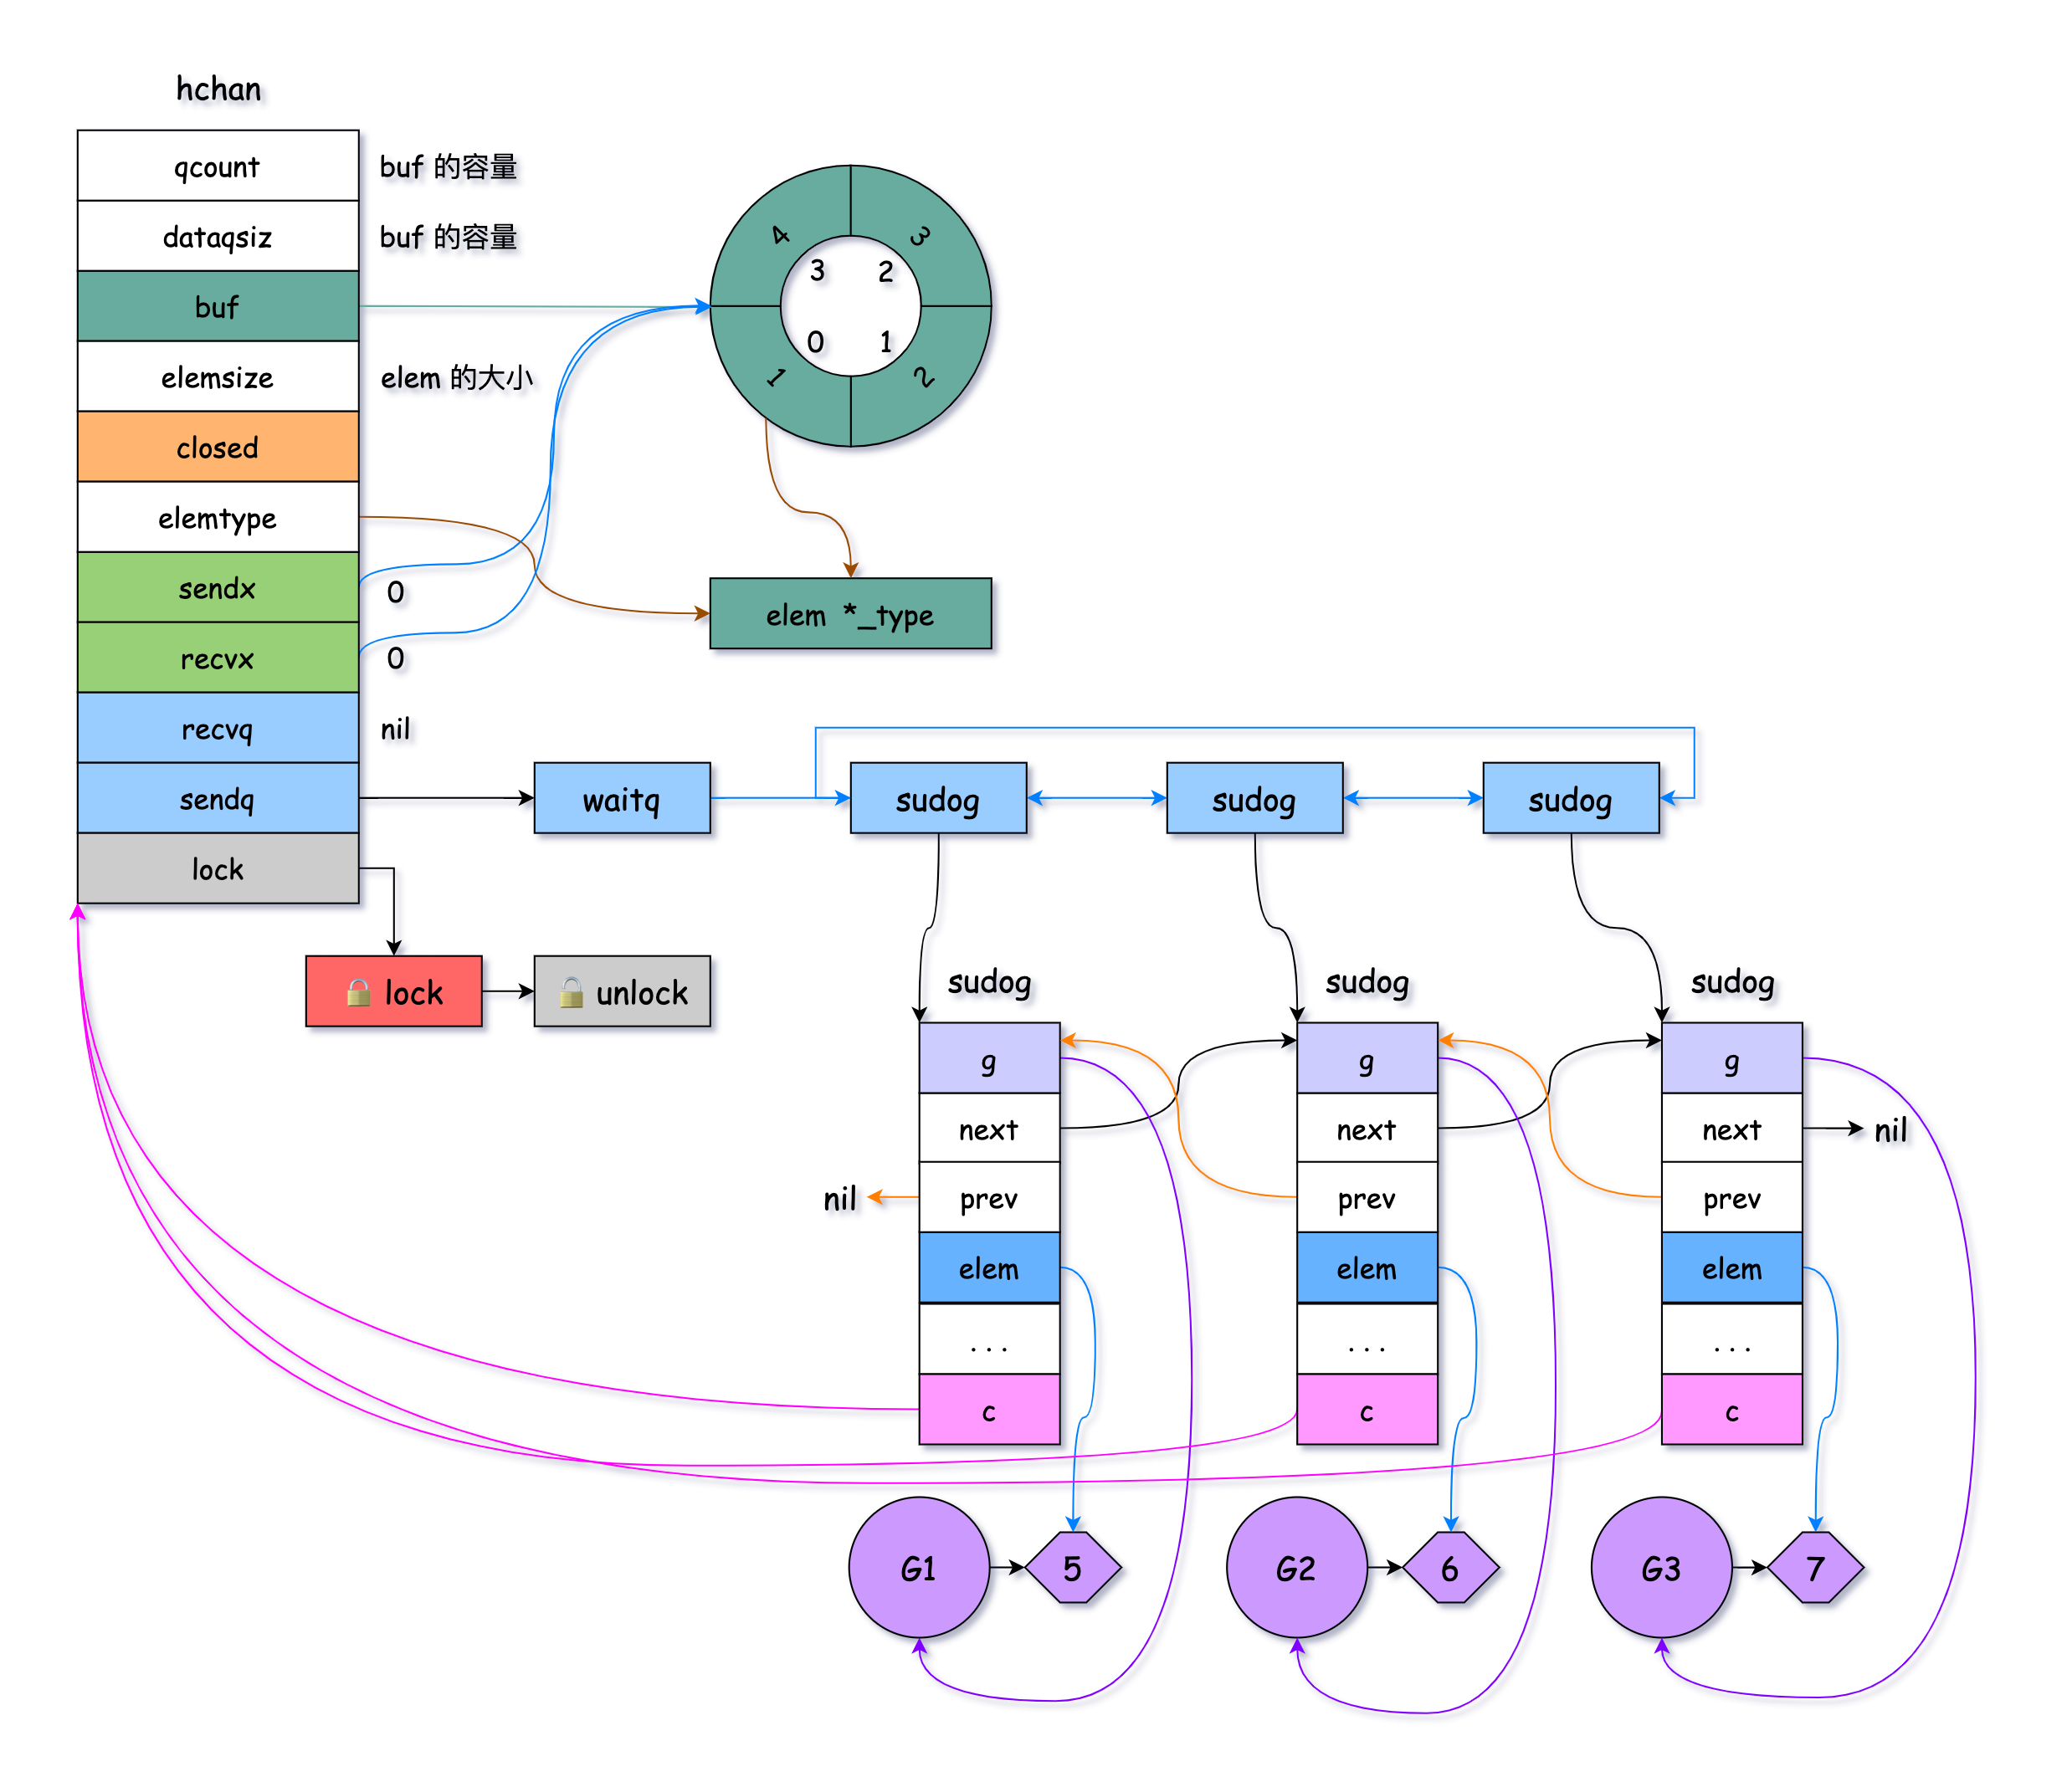 hchan
qcount buf 的容量
dataqsiz buf 的容量
buf
elemsize elem 的大小
closed
elemtype
sendx 0
recvx 0
recvq nil
sendq
lock
4 3
3 2
0 1
1 2
elem *_type
waitq sudog sudog sudog
🔒 lock 🔓 unlock
sudog sudog sudog
g g g
next next next nil
nil prev prev prev
elem elem elem
... ... ...
c c c
G1 5 G2 6 G3 7